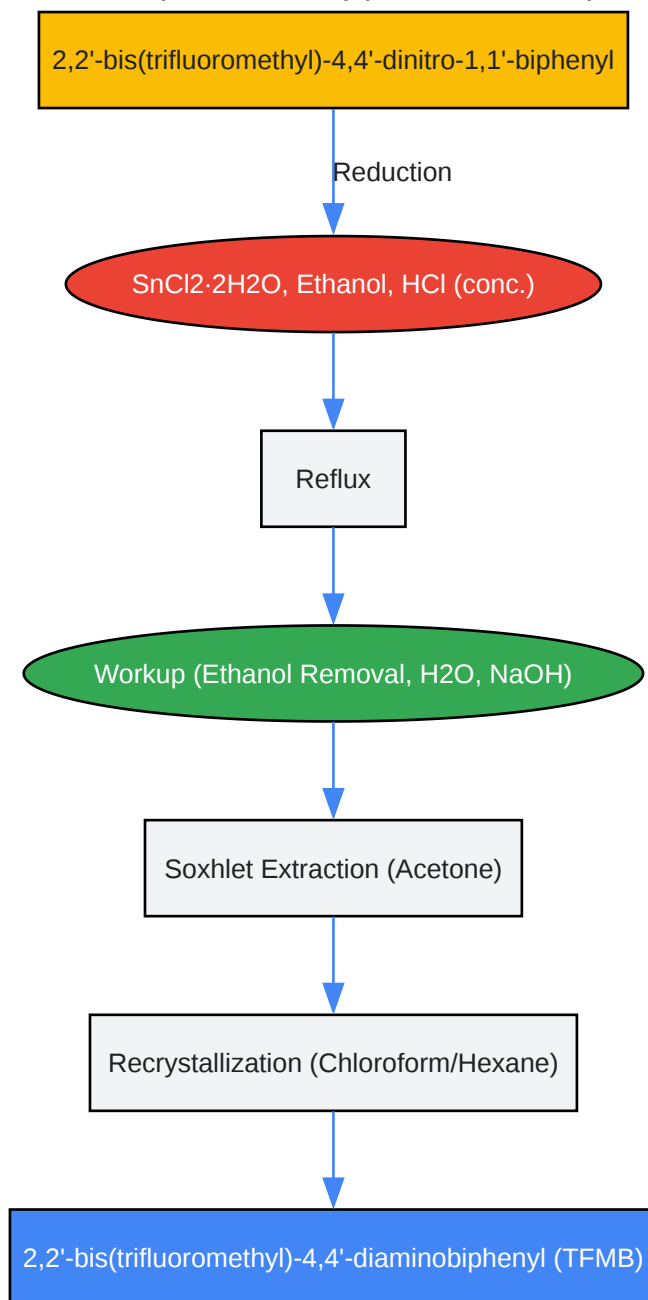 2,2'-bis(trifluoromethyl)-4,4'-dinitro-1,1'-biphenyl
Reduction
SnCl2·2H2O, Ethanol, HCl (conc.)
Reflux
Workup (Ethanol Removal, H2O, NaOH)
Soxhlet Extraction (Acetone)
Recrystallization (Chloroform/Hexane)
2,2'-bis(trifluoromethyl)-4,4'-diaminobiphenyl (TFMB)